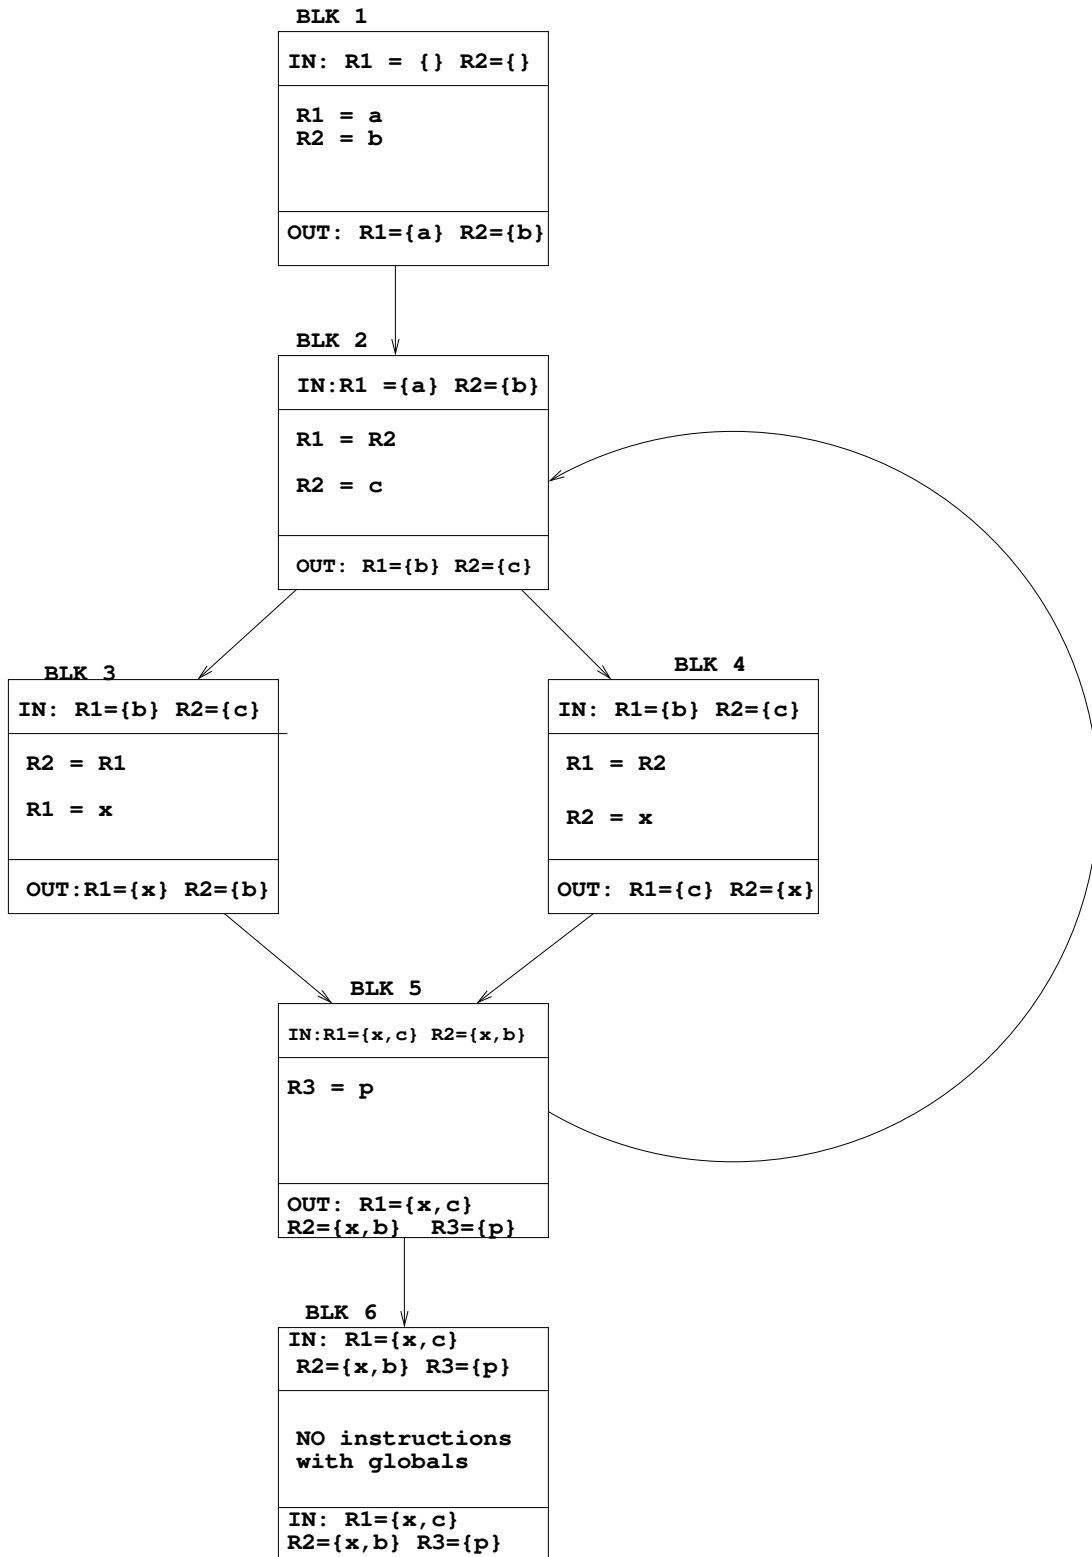 BLK 1
IN: R1 = {} R2={}
R1 = a
R2 = b
OUT: R1={a} R2={b}
BLK 2
IN:R1 ={a} R2={b}
R1 = R2
R2 = c
OUT: R1={b} R2={c}
BLK 3
IN: R1={b} R2={c}
R2 = R1
R1 = x
OUT:R1={x} R2={b}
BLK 4
IN: R1={b} R2={c}
R1 = R2
R2 = x
OUT: R1={c} R2={x}
BLK 5
IN:R1={x,c} R2={x,b}
R3 = p
OUT: R1={x,c}
R2={x,b} R3={p}
BLK 6
IN: R1={x,c}
R2={x,b} R3={p}
NO instructions
with globals
IN: R1={x,c}
R2={x,b} R3={p}